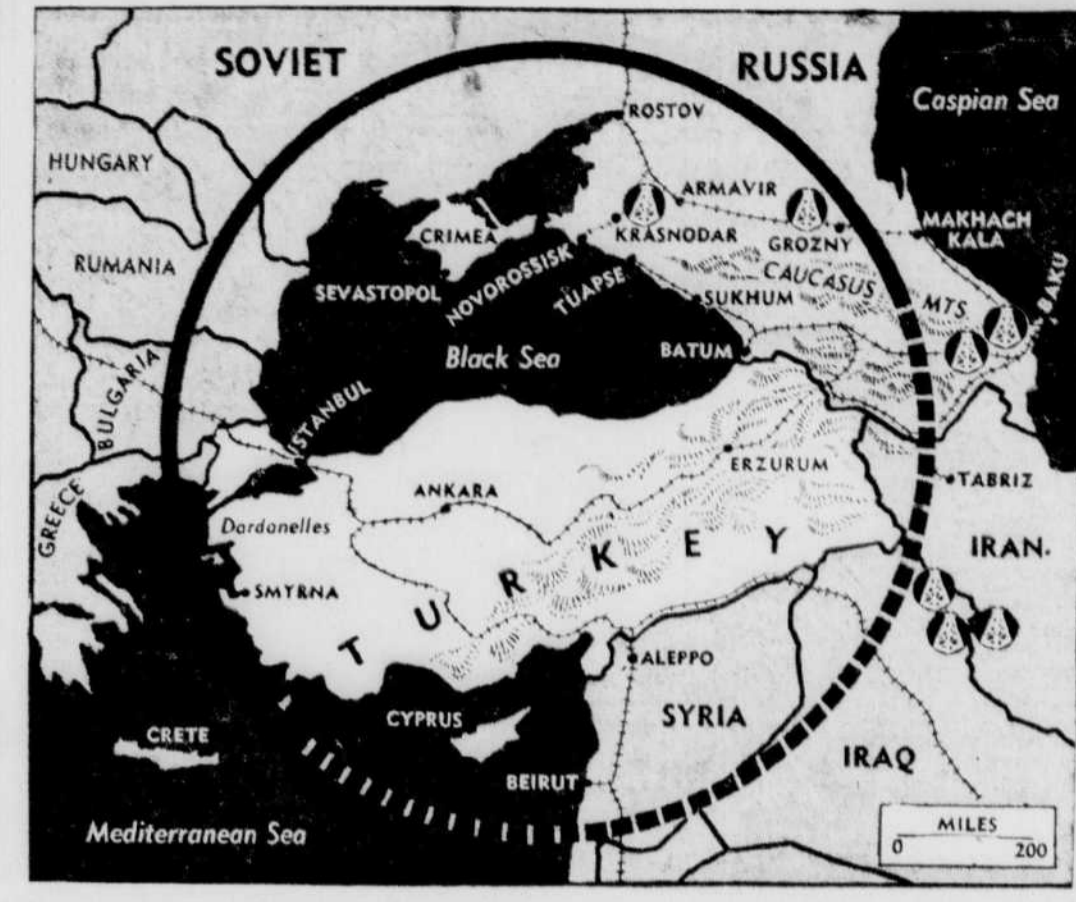 SOVIET RUSSIA
Caspian Sea
ROSTOV
HUNGARY
ARMAVIR
MAKHACH
KALA
CRIMEA
KRASNODAR
GROZNY
RUMANIA
CAUCASUS
MTS.
BAKU
SEVASTOPOL
NOVOROSSISK
TUAPSE
SUKHUM
Black Sea
BATUM
BULGARIA
ISTANBUL
ERZURUM
TABRIZ
GREECE
ANKARA
Dardanelles
IRAN
TURKEY
SMYRNA
ALEPPO
SYRIA
CYPRUS
CRETE
IRAQ
BEIRUT
Mediterranean Sea
MILES
0 200